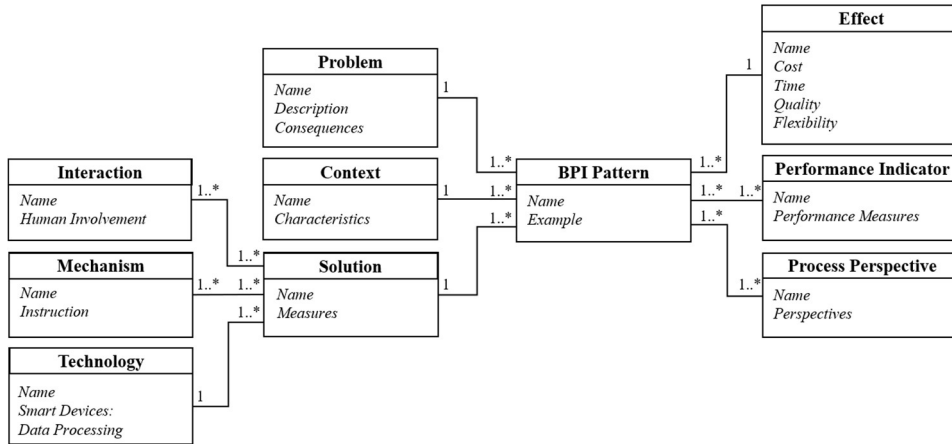 Effect
Name
Cost
Time
Quality
Flexibility
1
1..*
Problem
Name
Description
Consequences
1
1..*
Interaction
Name
Human Involvement
1..*
1..*
Context
Name
Characteristics
1
1..*
BPI Pattern
Name
Example
1..*
1..*
Performance Indicator
Name
Performance Measures
Mechanism
Name
Instruction
1..*
1..*
Solution
Name
Measures
1
1..*
1..*
1..*
Process Perspective
Name
Perspectives
Technology
Name
Smart Devices:
Data Processing
1
1..*